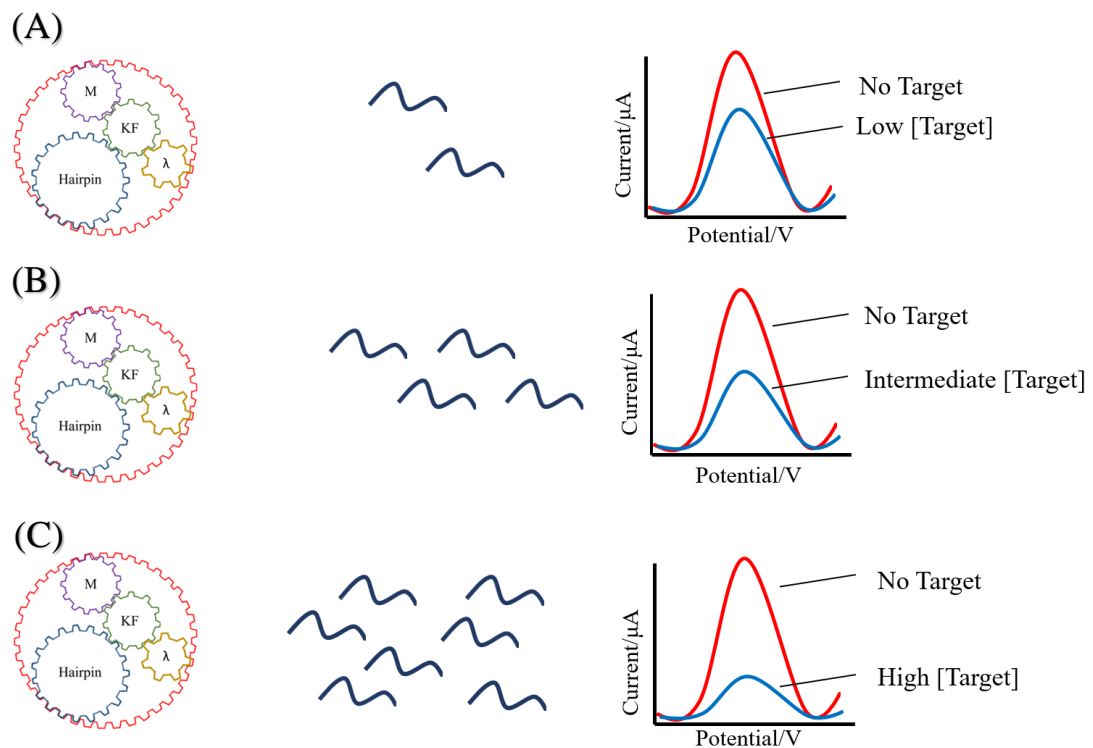 (A)
M
KF
λ
Hairpin
Current/μA
No Target
Low [Target]
Potential/V
(B)
M
KF
λ
Hairpin
Current/μA
No Target
Intermediate [Target]
Potential/V
(C)
M
KF
λ
Hairpin
Current/μA
No Target
High [Target]
Potential/V